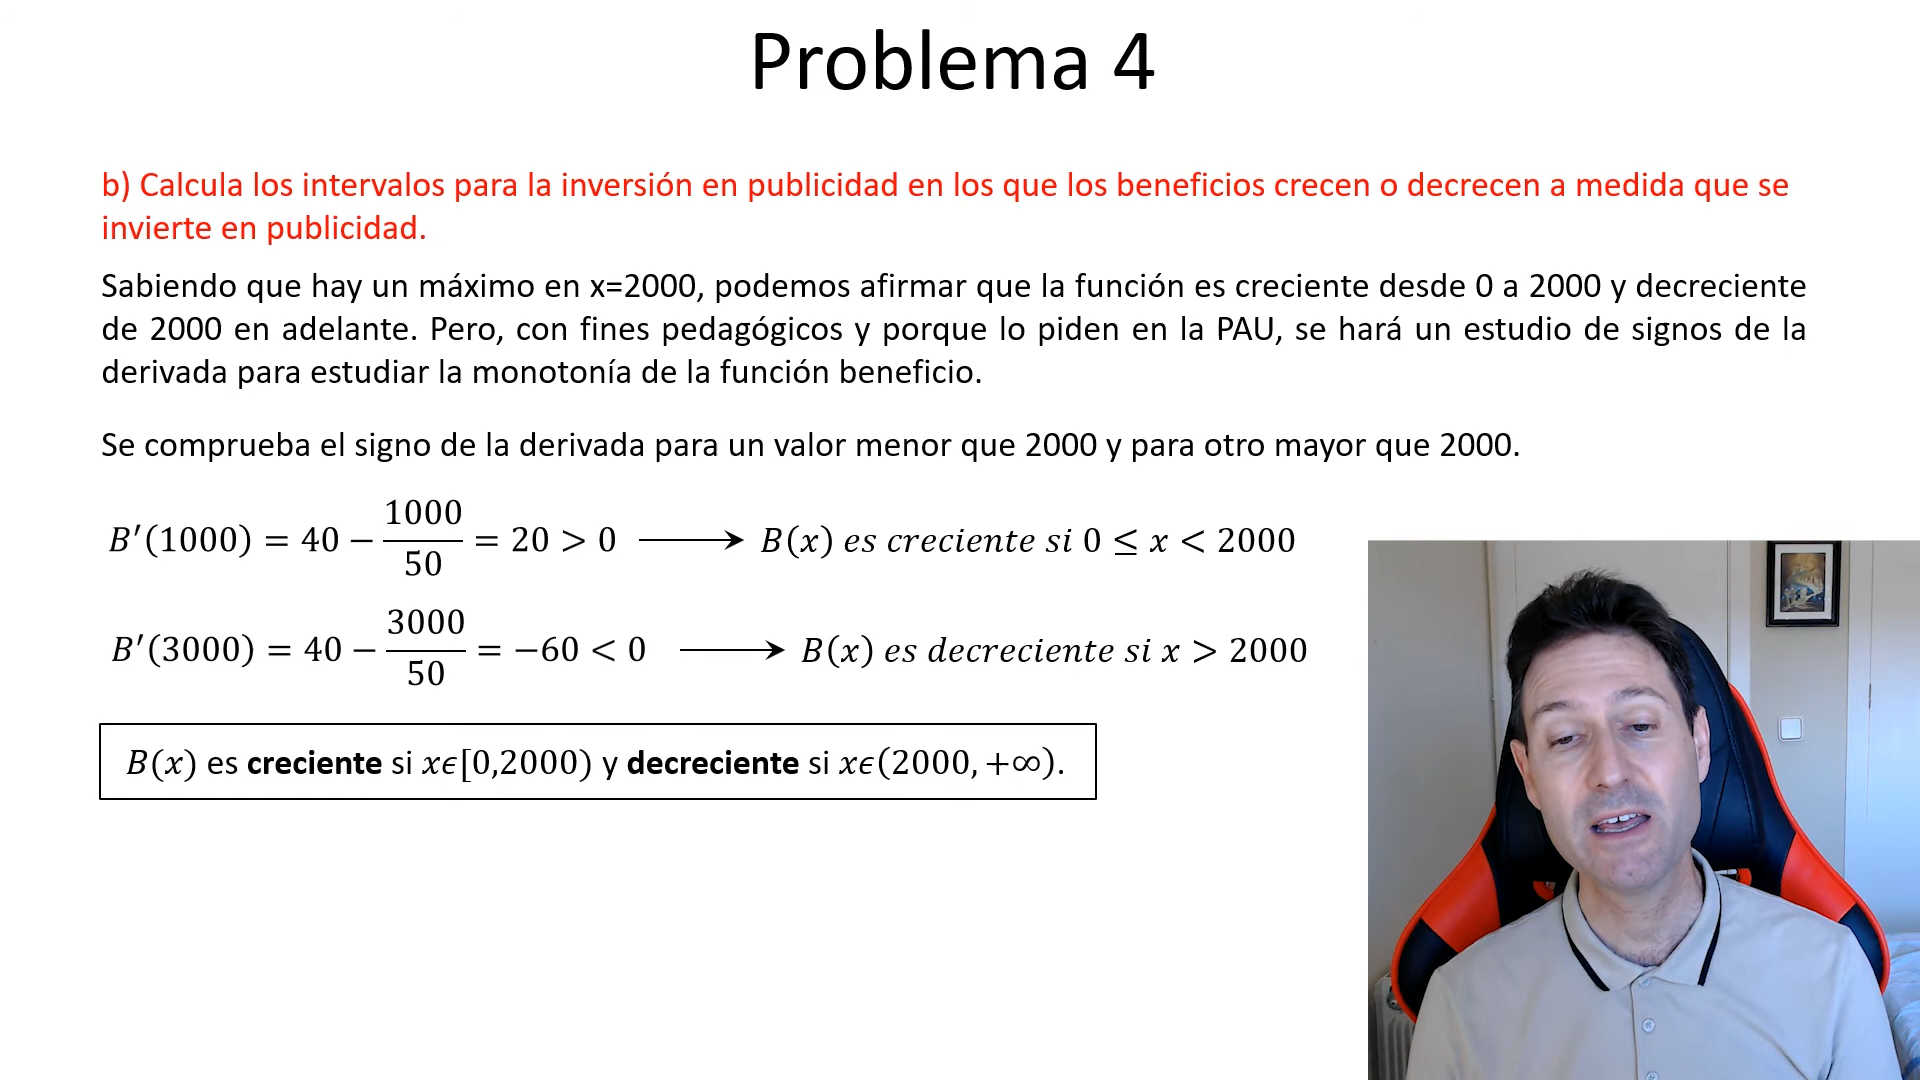 Problema 4
b) Calcula los intervalos para la inversión en publicidad en los que los beneficios crecen o decrecen a medida que se
invierte en publicidad.
Sabiendo que hay un máximo en x=2000, podemos afirmar que la función es creciente desde 0 a 2000 y decreciente
de 2000 en adelante. Pero, con fines pedagógicos y porque lo piden en la PAU, se hará un estudio de signos de la
derivada para estudiar la monotonía de la función beneficio.
Se comprueba el signo de la derivada para un valor menor que 2000 y para otro mayor que 2000.
B′(1000) = 40 − 1000/50 = 20 > 0 ⟶ B(x) es creciente si 0 ≤ x < 2000
B′(3000) = 40 − 3000/50 = −60 < 0 ⟶ B(x) es decreciente si x > 2000
B(x) es creciente si xϵ[0,2000) y decreciente si xϵ(2000, +∞).